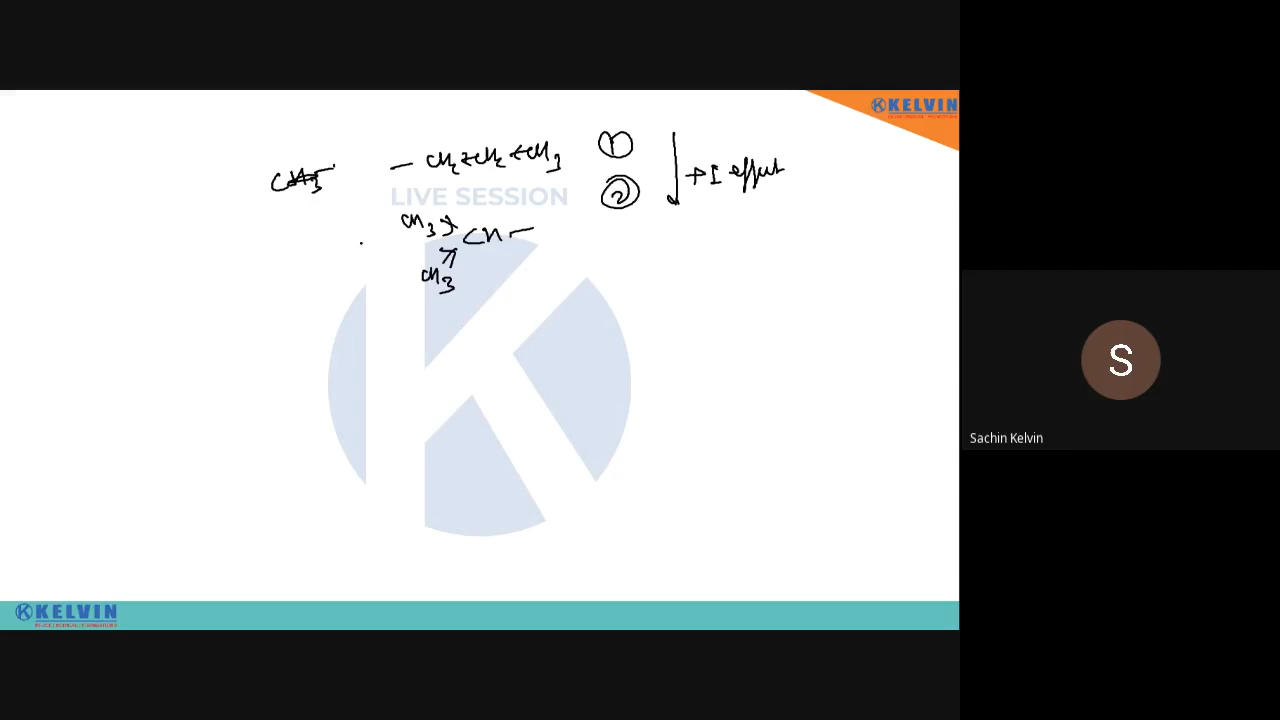 KELVIN
– CH2←CH2←CH3 ①
CH3
LIVE SESSION ② +I effect
CH3
CH –
CH3
S
Sachin Kelvin
KELVIN